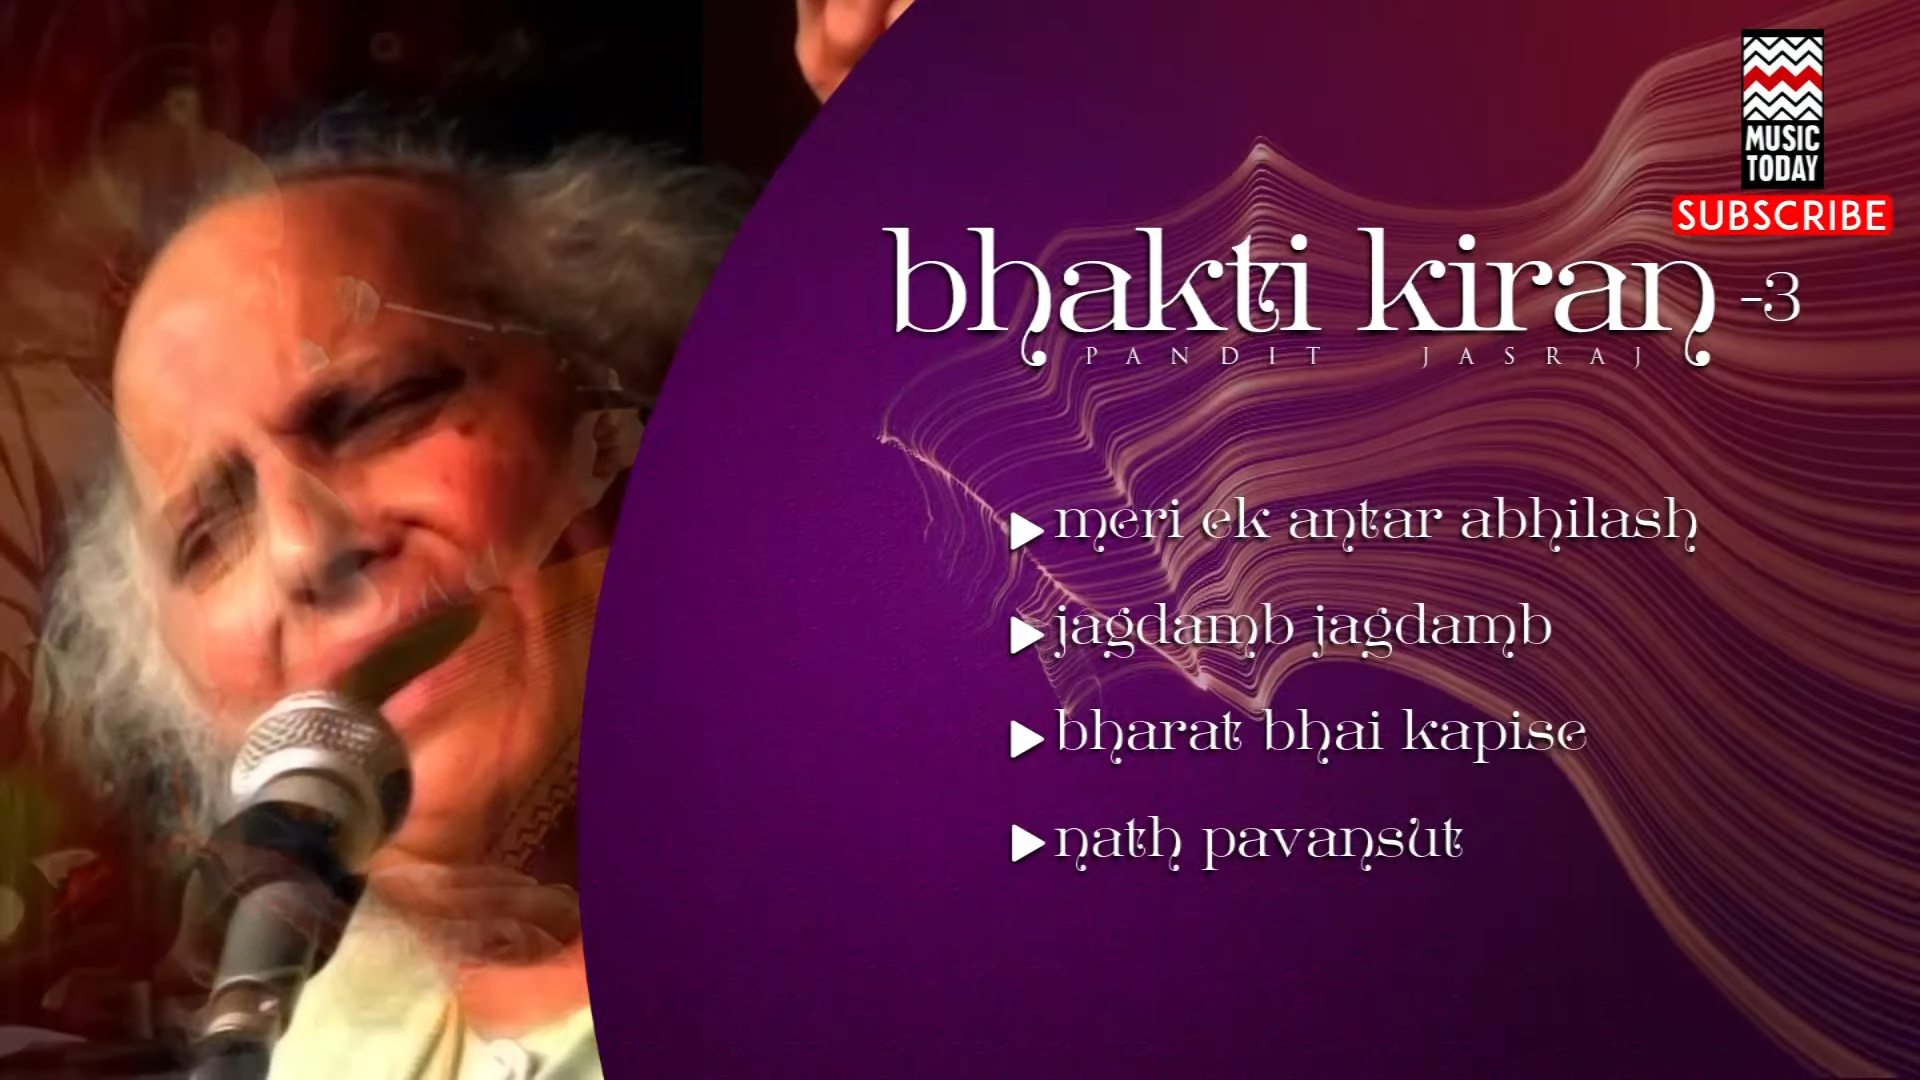 MUSIC
TODAY
SUBSCRIBE
bhakti kiran -3
PANDIT JASRAJ
meri ek antar abhilash
jagdamb jagdamb
bharat bhai kapise
nath pavansut